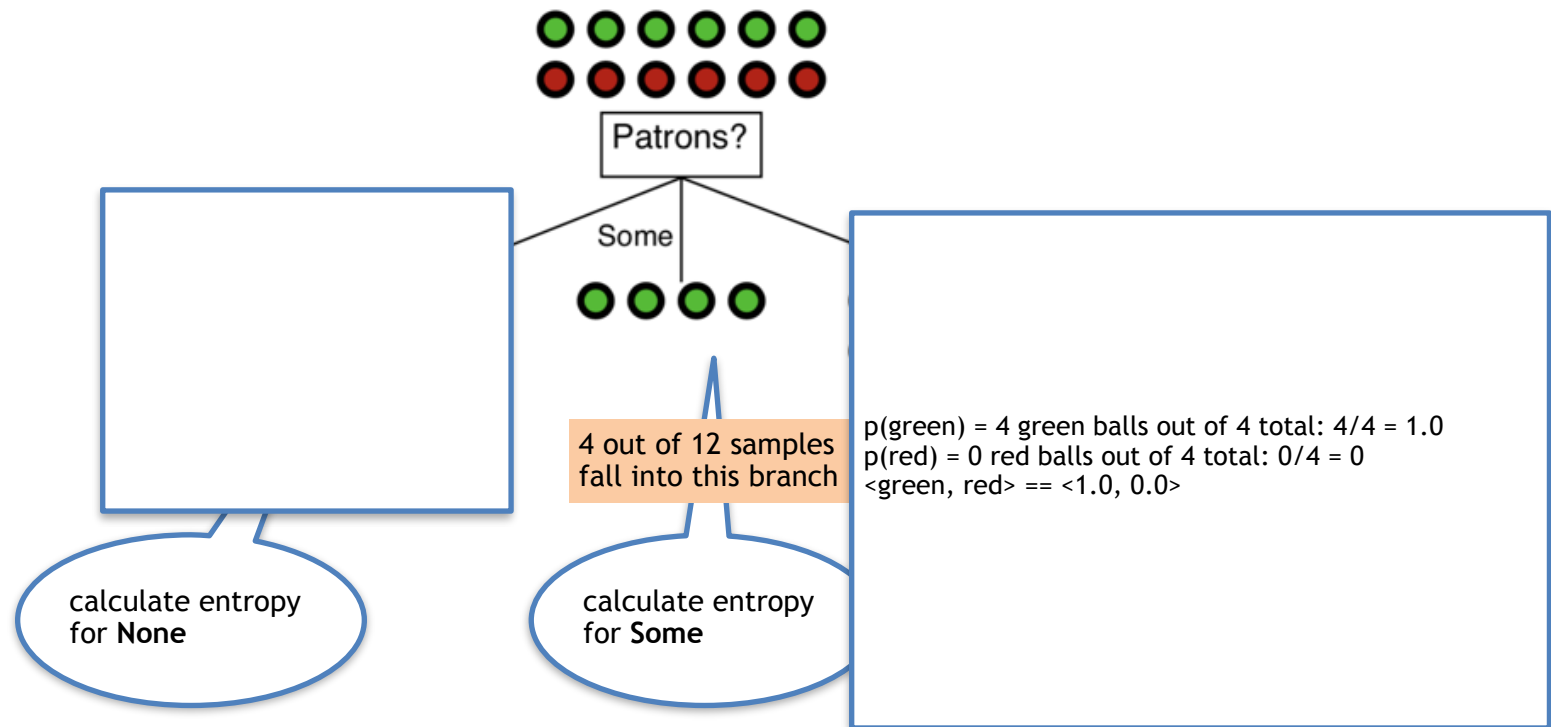 Patrons?
Some
4 out of 12 samples
fall into this branch
p(green) = 4 green balls out of 4 total: 4/4 = 1.0
p(red) = 0 red balls out of 4 total: 0/4 = 0
<green, red> == <1.0, 0.0>
calculate entropy
for None
calculate entropy
for Some